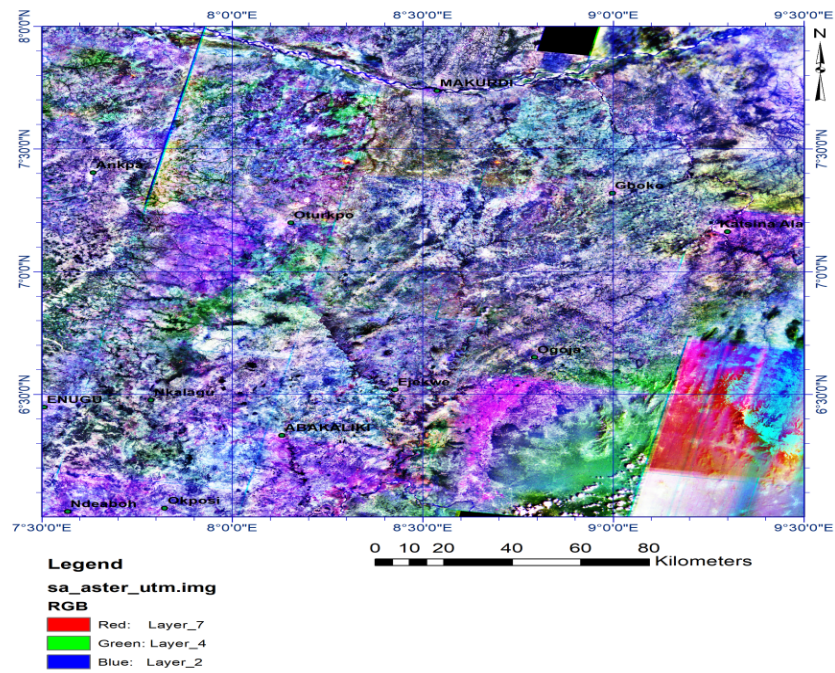 8°0'0"E 8°30'0"E 9°0'0"E 9°30'0"E
8°0'0"N
8°0'0"N
N
MAKURDI
7°30'0"N
7°30'0"N
Ankpa
Gboko
Oturkpo
Katsina Ala
7°0'0"N
7°0'0"N
Ogoja
Ejekwe
6°30'0"N
6°30'0"N
Nkalagu
ENUGU
ABAKALIKI
Okposi
Ndeaboh
7°30'0"E 8°0'0"E 8°30'0"E 9°0'0"E 9°30'0"E
0 10 20 40 60 80
Kilometers
Legend
sa_aster_utm.img
RGB
Red: Layer_7
Green: Layer_4
Blue: Layer_2